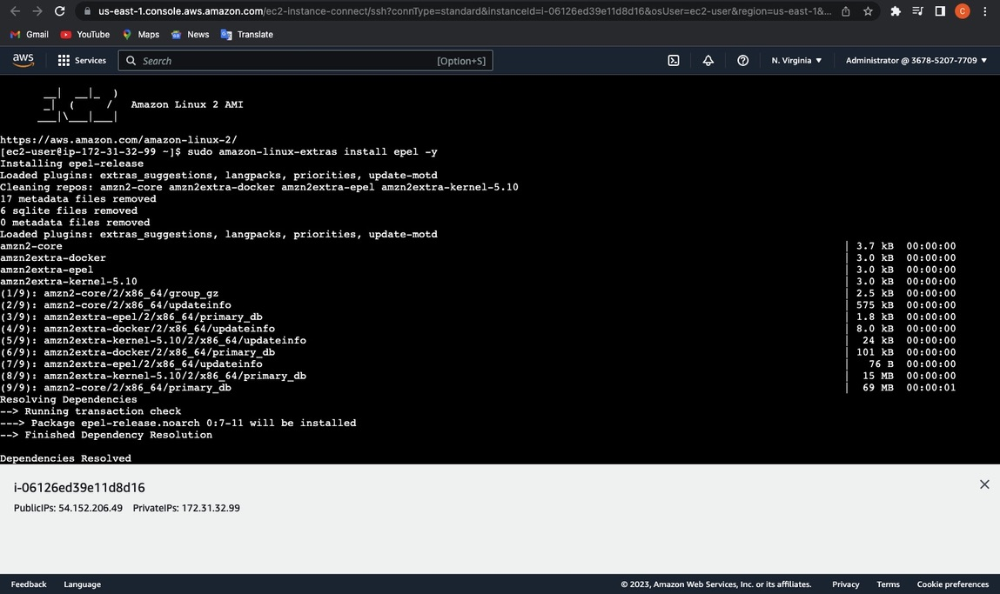 us-east-1.console.aws.amazon.com/ec2-instance-connect/ssh?connType=standard&instanceId=i-06126ed39e11d8d16&osUser=ec2-user&region=us-east-1&... C
Gmail YouTube Maps News Translate
aws Services Search [Option+S] N. Virginia Administrator @ 3678-5207-7709
__| __|_ )
_| ( / Amazon Linux 2 AMI
___|\___|___|
https://aws.amazon.com/amazon-linux-2/
[ec2-user@ip-172-31-32-99 ~]$ sudo amazon-linux-extras install epel -y
Installing epel-release
Loaded plugins: extras_suggestions, langpacks, priorities, update-motd
Cleaning repos: amzn2-core amzn2extra-docker amzn2extra-epel amzn2extra-kernel-5.10
17 metadata files removed
6 sqlite files removed
0 metadata files removed
Loaded plugins: extras_suggestions, langpacks, priorities, update-motd
amzn2-core | 3.7 kB 00:00:00
amzn2extra-docker | 3.0 kB 00:00:00
amzn2extra-epel | 3.0 kB 00:00:00
amzn2extra-kernel-5.10 | 3.0 kB 00:00:00
(1/9): amzn2-core/2/x86_64/group_gz | 2.5 kB 00:00:00
(2/9): amzn2-core/2/x86_64/updateinfo | 575 kB 00:00:00
(3/9): amzn2extra-epel/2/x86_64/primary_db | 1.8 kB 00:00:00
(4/9): amzn2extra-docker/2/x86_64/updateinfo | 8.0 kB 00:00:00
(5/9): amzn2extra-kernel-5.10/2/x86_64/updateinfo | 24 kB 00:00:00
(6/9): amzn2extra-docker/2/x86_64/primary_db | 101 kB 00:00:00
(7/9): amzn2extra-epel/2/x86_64/updateinfo | 76 B 00:00:00
(8/9): amzn2extra-kernel-5.10/2/x86_64/primary_db | 15 MB 00:00:00
(9/9): amzn2-core/2/x86_64/primary_db | 69 MB 00:00:01
Resolving Dependencies
--> Running transaction check
---> Package epel-release.noarch 0:7-11 will be installed
--> Finished Dependency Resolution
Dependencies Resolved
i-06126ed39e11d8d16
PublicIPs: 54.152.206.49 PrivateIPs: 172.31.32.99
Feedback Language © 2023, Amazon Web Services, Inc. or its affiliates. Privacy Terms Cookie preferences